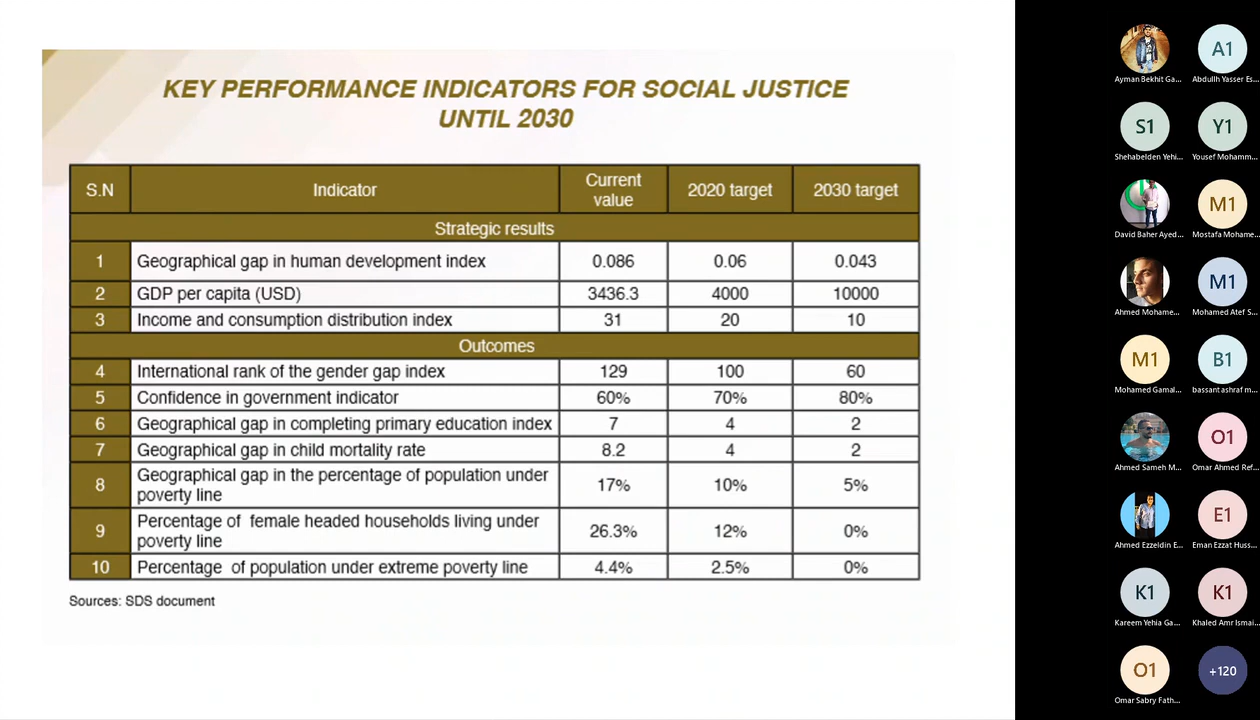 KEY PERFORMANCE INDICATORS FOR SOCIAL JUSTICE
UNTIL 2030
S.N Indicator Current value 2020 target 2030 target
Strategic results
1 Geographical gap in human development index 0.086 0.06 0.043
2 GDP per capita (USD) 3436.3 4000 10000
3 Income and consumption distribution index 31 20 10
Outcomes
4 International rank of the gender gap index 129 100 60
5 Confidence in government indicator 60% 70% 80%
6 Geographical gap in completing primary education index 7 4 2
7 Geographical gap in child mortality rate 8.2 4 2
8 Geographical gap in the percentage of population under poverty line 17% 10% 5%
9 Percentage of female headed households living under poverty line 26.3% 12% 0%
10 Percentage of population under extreme poverty line 4.4% 2.5% 0%
Sources: SDS document
A1
Ayman Bekhit Ga... Abdullh Yasser Es...
S1 Y1
Shehabelden Yehi... Yousef Mohamm...
M1
David Baher Ayed... Mostafa Mohame...
M1
Ahmed Mohame... Mohamed Atef S...
M1 B1
Mohamed Gamal... bassant ashraf m...
O1
Ahmed Sameh M... Omar Ahmed Ref...
E1
Ahmed Ezzeldin E... Eman Ezzat Huss...
K1 K1
Kareem Yehia Ga... Khaled Amr Ismai...
O1 +120
Omar Sabry Fath...